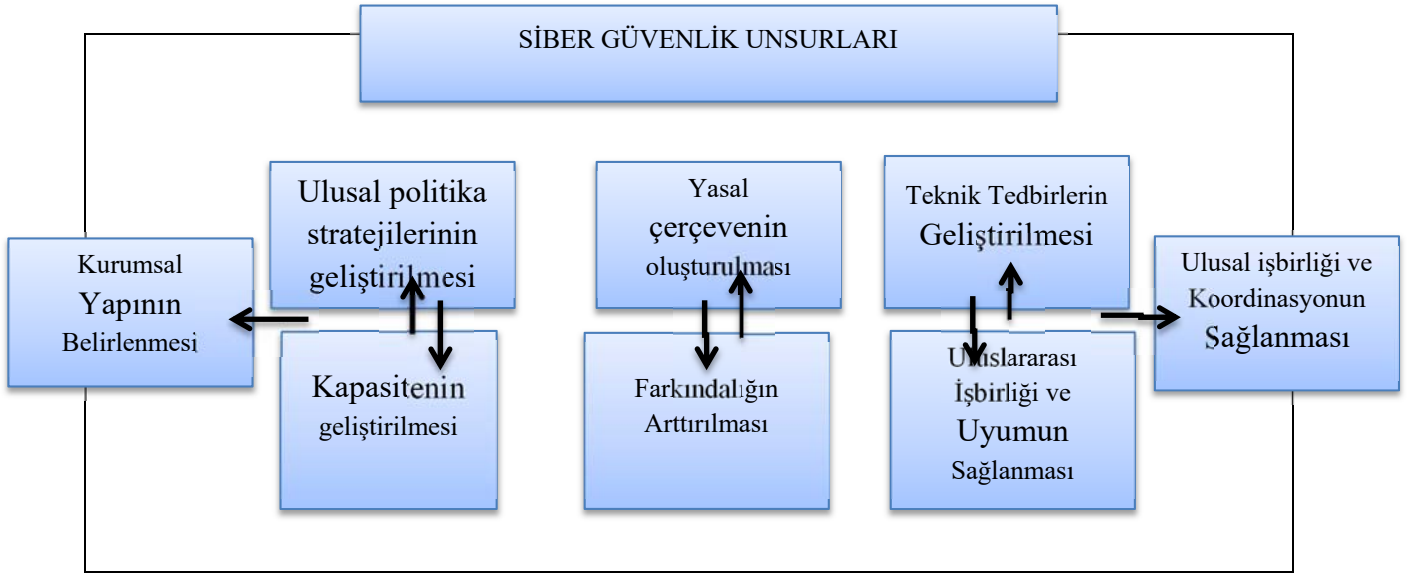 SİBER GÜVENLİK UNSURLARI
Ulusal politika
stratejilerinin
geliştirilmesi
Yasal
çerçevenin
oluşturulması
Teknik Tedbirlerin
Geliştirilmesi
Kurumsal
Yapının
Belirlenmesi
Ulusal işbirliği ve
Koordinasyonun
Sağlanması
Kapasitenin
geliştirilmesi
Farkındalığın
Arttırılması
Uluslararası
İşbirliği ve
Uyumun
Sağlanması